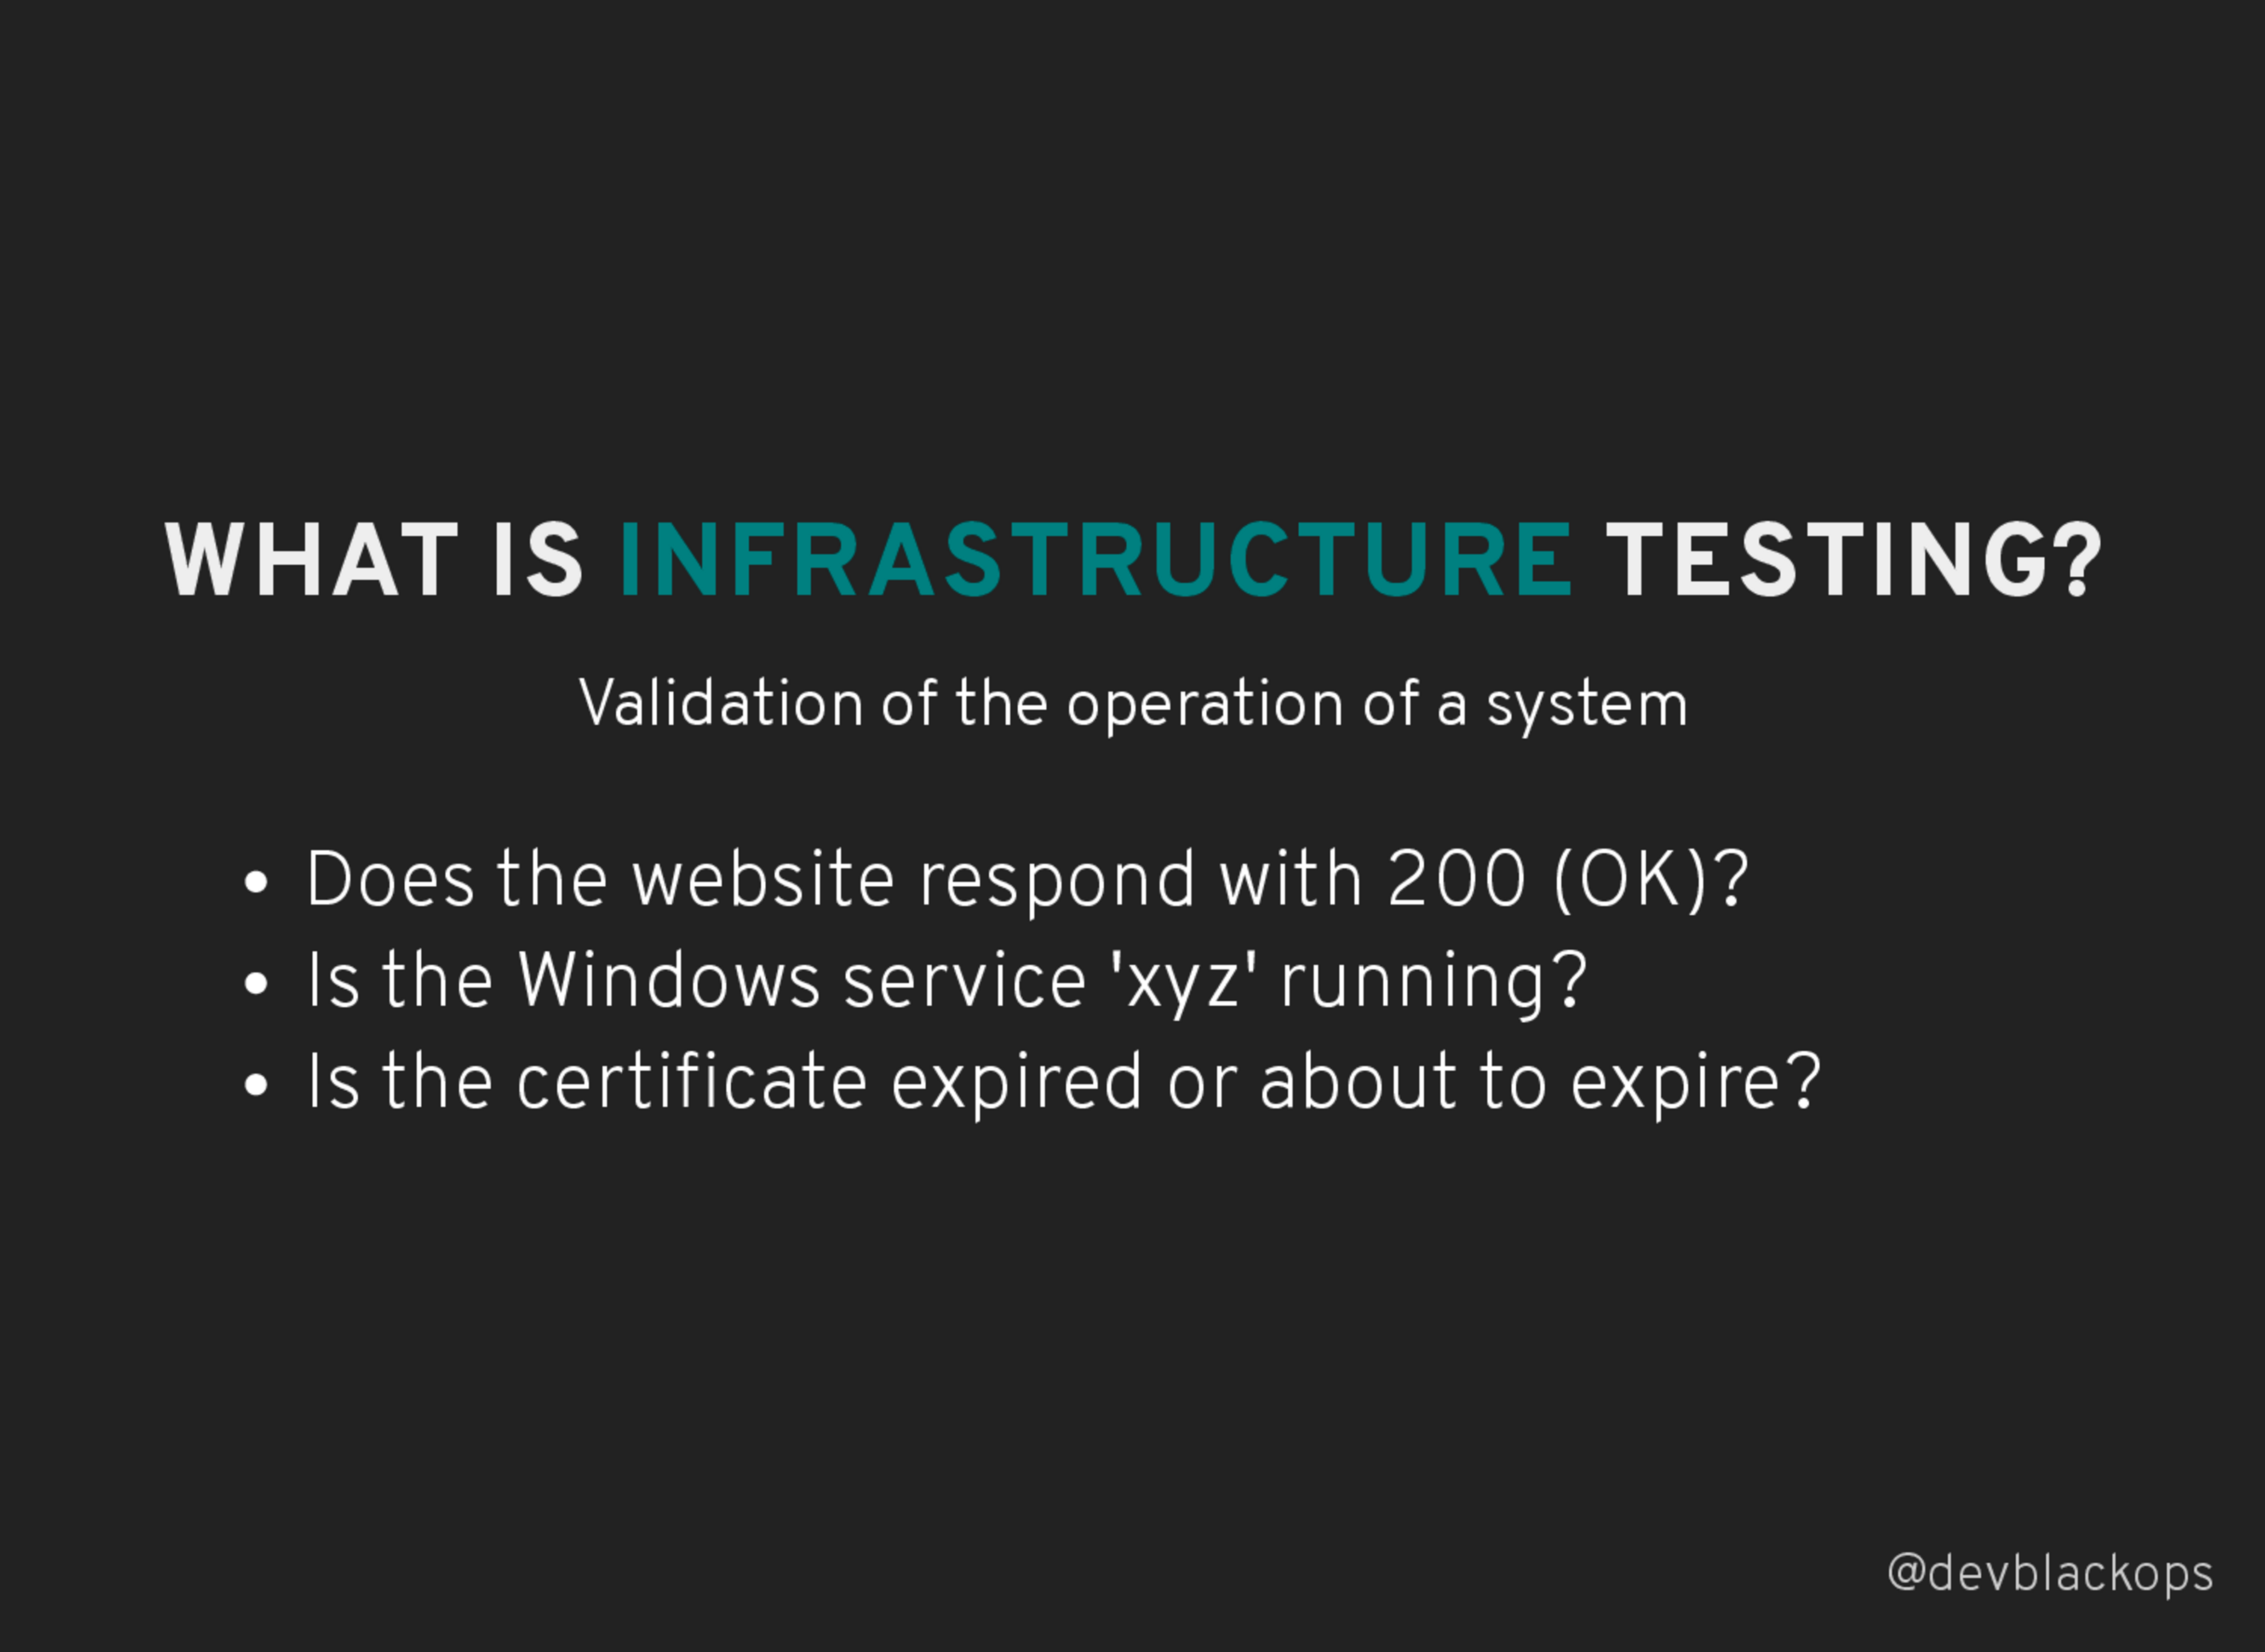 WHAT IS INFRASTRUCTURE TESTING?
Validation of the operation of a system
• Does the website respond with 200 (OK)?
• Is the Windows service 'xyz' running?
• Is the certificate expired or about to expire?
@devblackops